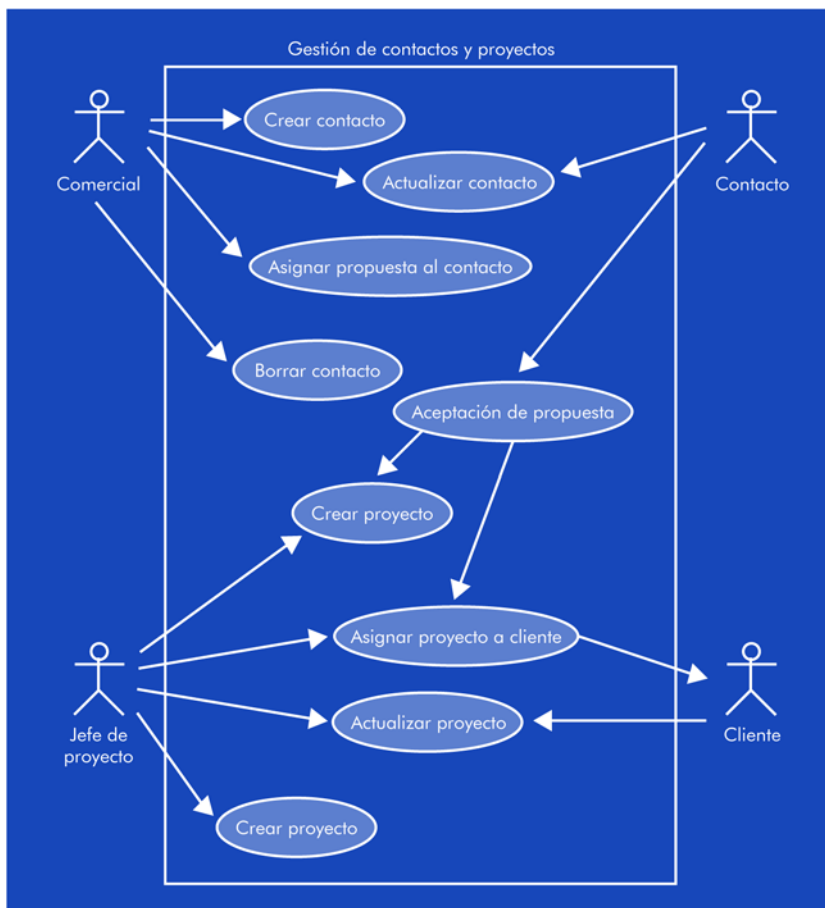 Gestión de contactos y proyectos
Crear contacto
Comercial
Actualizar contacto
Contacto
Asignar propuesta al contacto
Borrar contacto
Aceptación de propuesta
Crear proyecto
Asignar proyecto a cliente
Jefe de
proyecto
Actualizar proyecto
Cliente
Crear proyecto